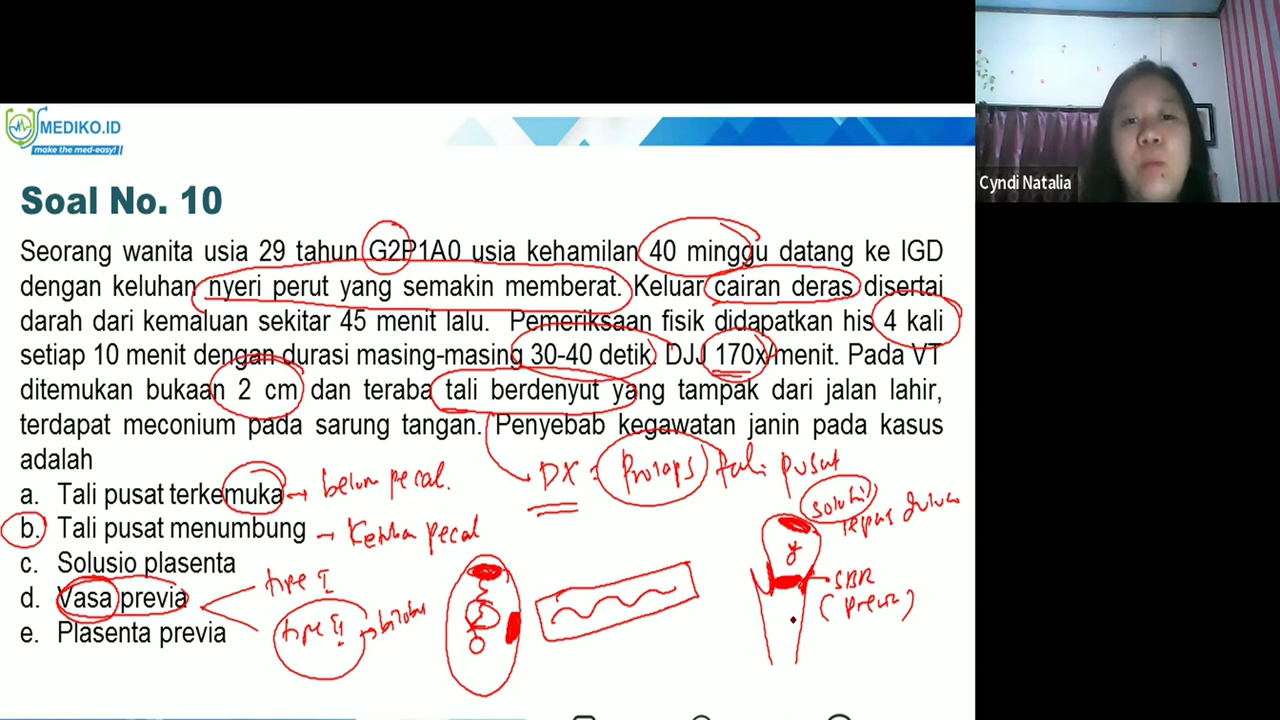 MEDIKO.ID
make the med-easy!
Cyndi Natalia
Soal No. 10
Seorang wanita usia 29 tahun G2P1A0 usia kehamilan 40 minggu datang ke IGD
dengan keluhan nyeri perut yang semakin memberat. Keluar cairan deras disertai
darah dari kemaluan sekitar 45 menit lalu. Pemeriksaan fisik didapatkan his 4 kali
setiap 10 menit dengan durasi masing-masing 30-40 detik. DJJ 170x/menit. Pada VT
ditemukan bukaan 2 cm dan teraba tali berdenyut yang tampak dari jalan lahir,
terdapat meconium pada sarung tangan. Penyebab kegawatan janin pada kasus
adalah
DX = Prolaps tali pusat
a. Tali pusat terkemuka → belum pecah.
b. Tali pusat menumbung → Ketuban pecah
c. Solusio plasenta
d. Vasa previa
e. Plasenta previa
type I
type II → bilobus
solusio
lepas duluan
SBR
(previa)